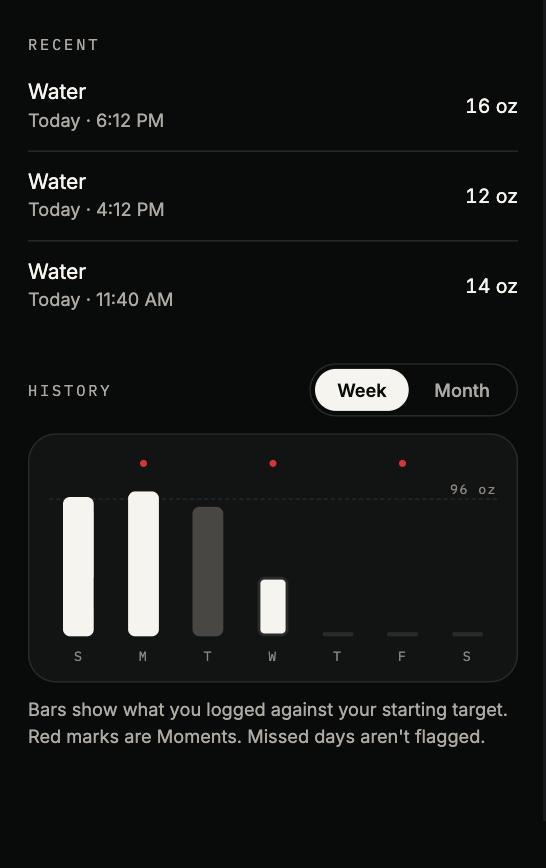 RECENT
Water
Today · 6:12 PM
16 oz
Water
Today · 4:12 PM
12 oz
Water
Today · 11:40 AM
14 oz
HISTORY
Week
Month
96 oz
S M T W T F S
Bars show what you logged against your starting target.
Red marks are Moments. Missed days aren't flagged.